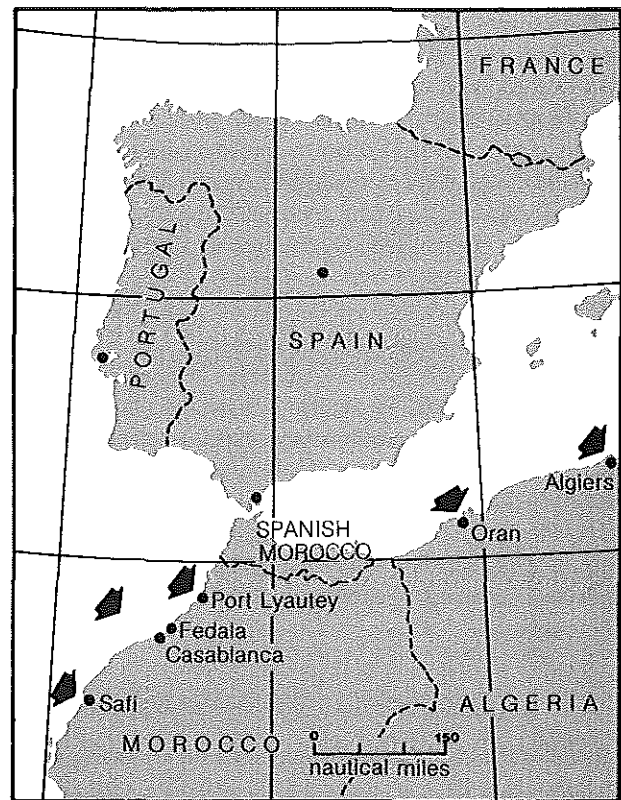 FRANCE
PORTUGAL
SPAIN
Algiers
Oran
SPANISH
MOROCCO
Port Lyautey
Fedala
Casablanca
Safi
ALGERIA
MOROCCO
0 150
nautical miles